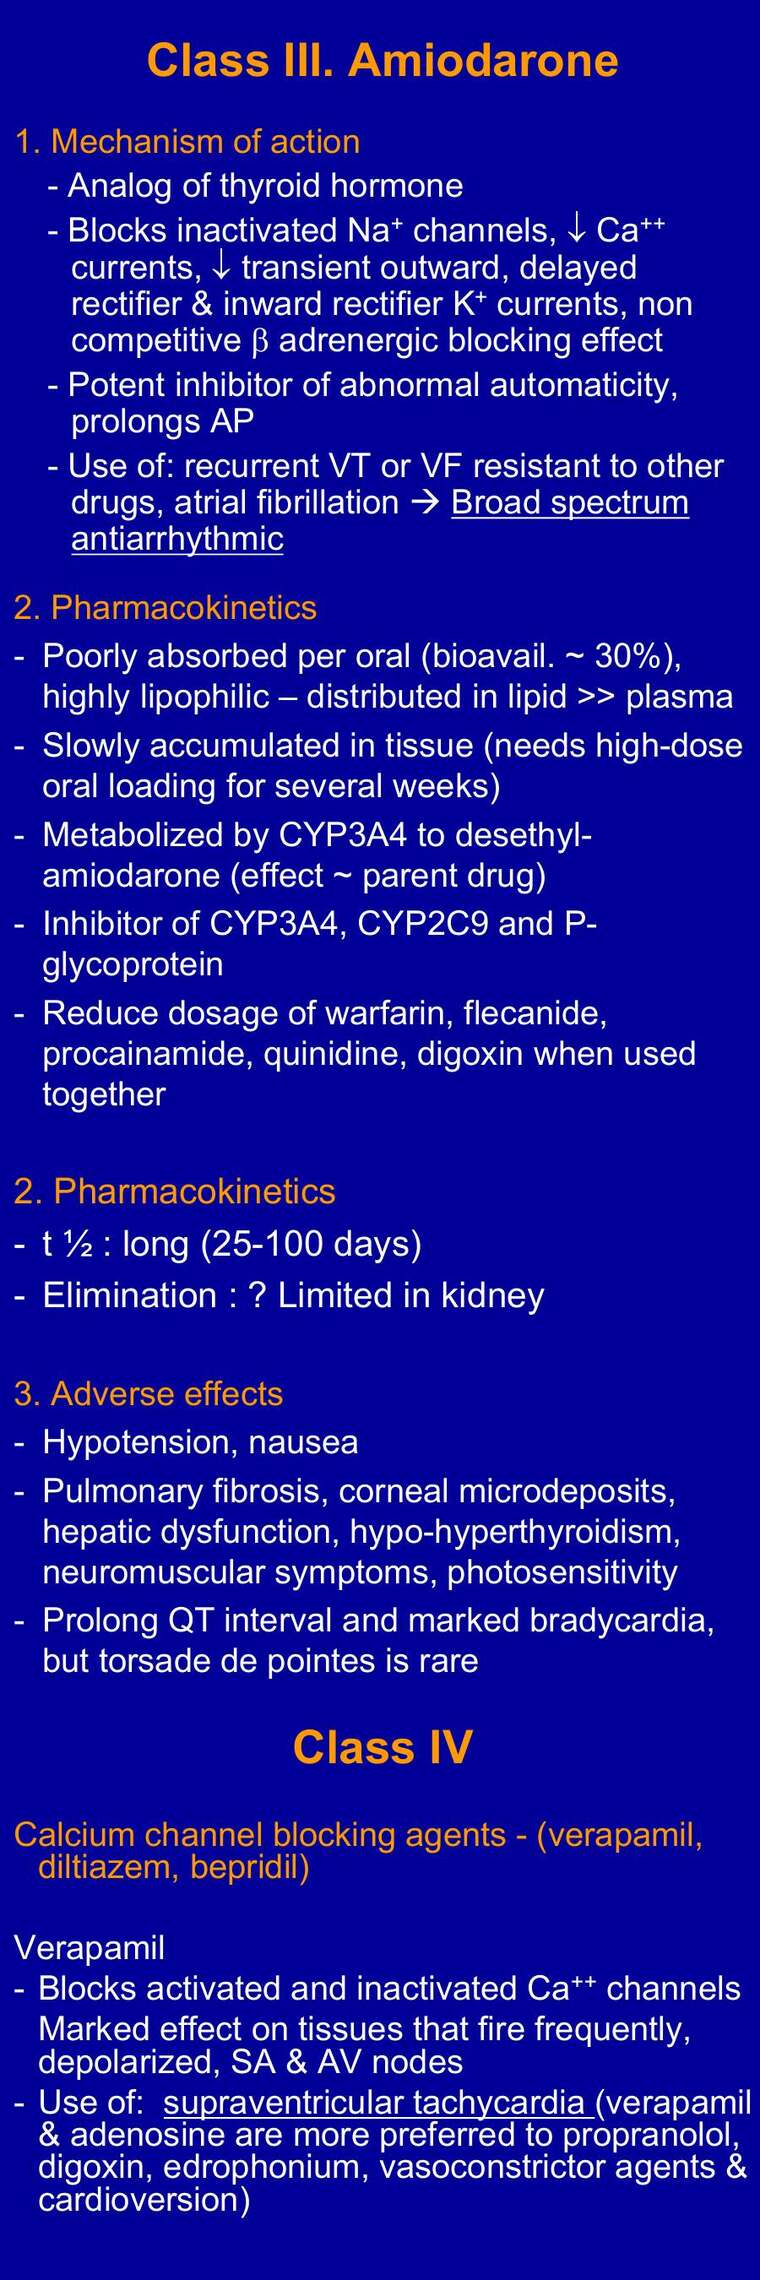 Class III. Amiodarone
1. Mechanism of action
- Analog of thyroid hormone
- Blocks inactivated Na⁺ channels, ↓ Ca⁺⁺
currents, ↓ transient outward, delayed
rectifier & inward rectifier K⁺ currents, non
competitive β adrenergic blocking effect
- Potent inhibitor of abnormal automaticity,
prolongs AP
- Use of: recurrent VT or VF resistant to other
drugs, atrial fibrillation → Broad spectrum
antiarrhythmic
2. Pharmacokinetics
- Poorly absorbed per oral (bioavail. ~ 30%),
highly lipophilic – distributed in lipid >> plasma
- Slowly accumulated in tissue (needs high-dose
oral loading for several weeks)
- Metabolized by CYP3A4 to desethyl-
amiodarone (effect ~ parent drug)
- Inhibitor of CYP3A4, CYP2C9 and P-
glycoprotein
- Reduce dosage of warfarin, flecanide,
procainamide, quinidine, digoxin when used
together
2. Pharmacokinetics
- t ½ : long (25-100 days)
- Elimination : ? Limited in kidney
3. Adverse effects
- Hypotension, nausea
- Pulmonary fibrosis, corneal microdeposits,
hepatic dysfunction, hypo-hyperthyroidism,
neuromuscular symptoms, photosensitivity
- Prolong QT interval and marked bradycardia,
but torsade de pointes is rare
Class IV
Calcium channel blocking agents - (verapamil,
diltiazem, bepridil)
Verapamil
- Blocks activated and inactivated Ca⁺⁺ channels
Marked effect on tissues that fire frequently,
depolarized, SA & AV nodes
- Use of: supraventricular tachycardia (verapamil
& adenosine are more preferred to propranolol,
digoxin, edrophonium, vasoconstrictor agents &
cardioversion)